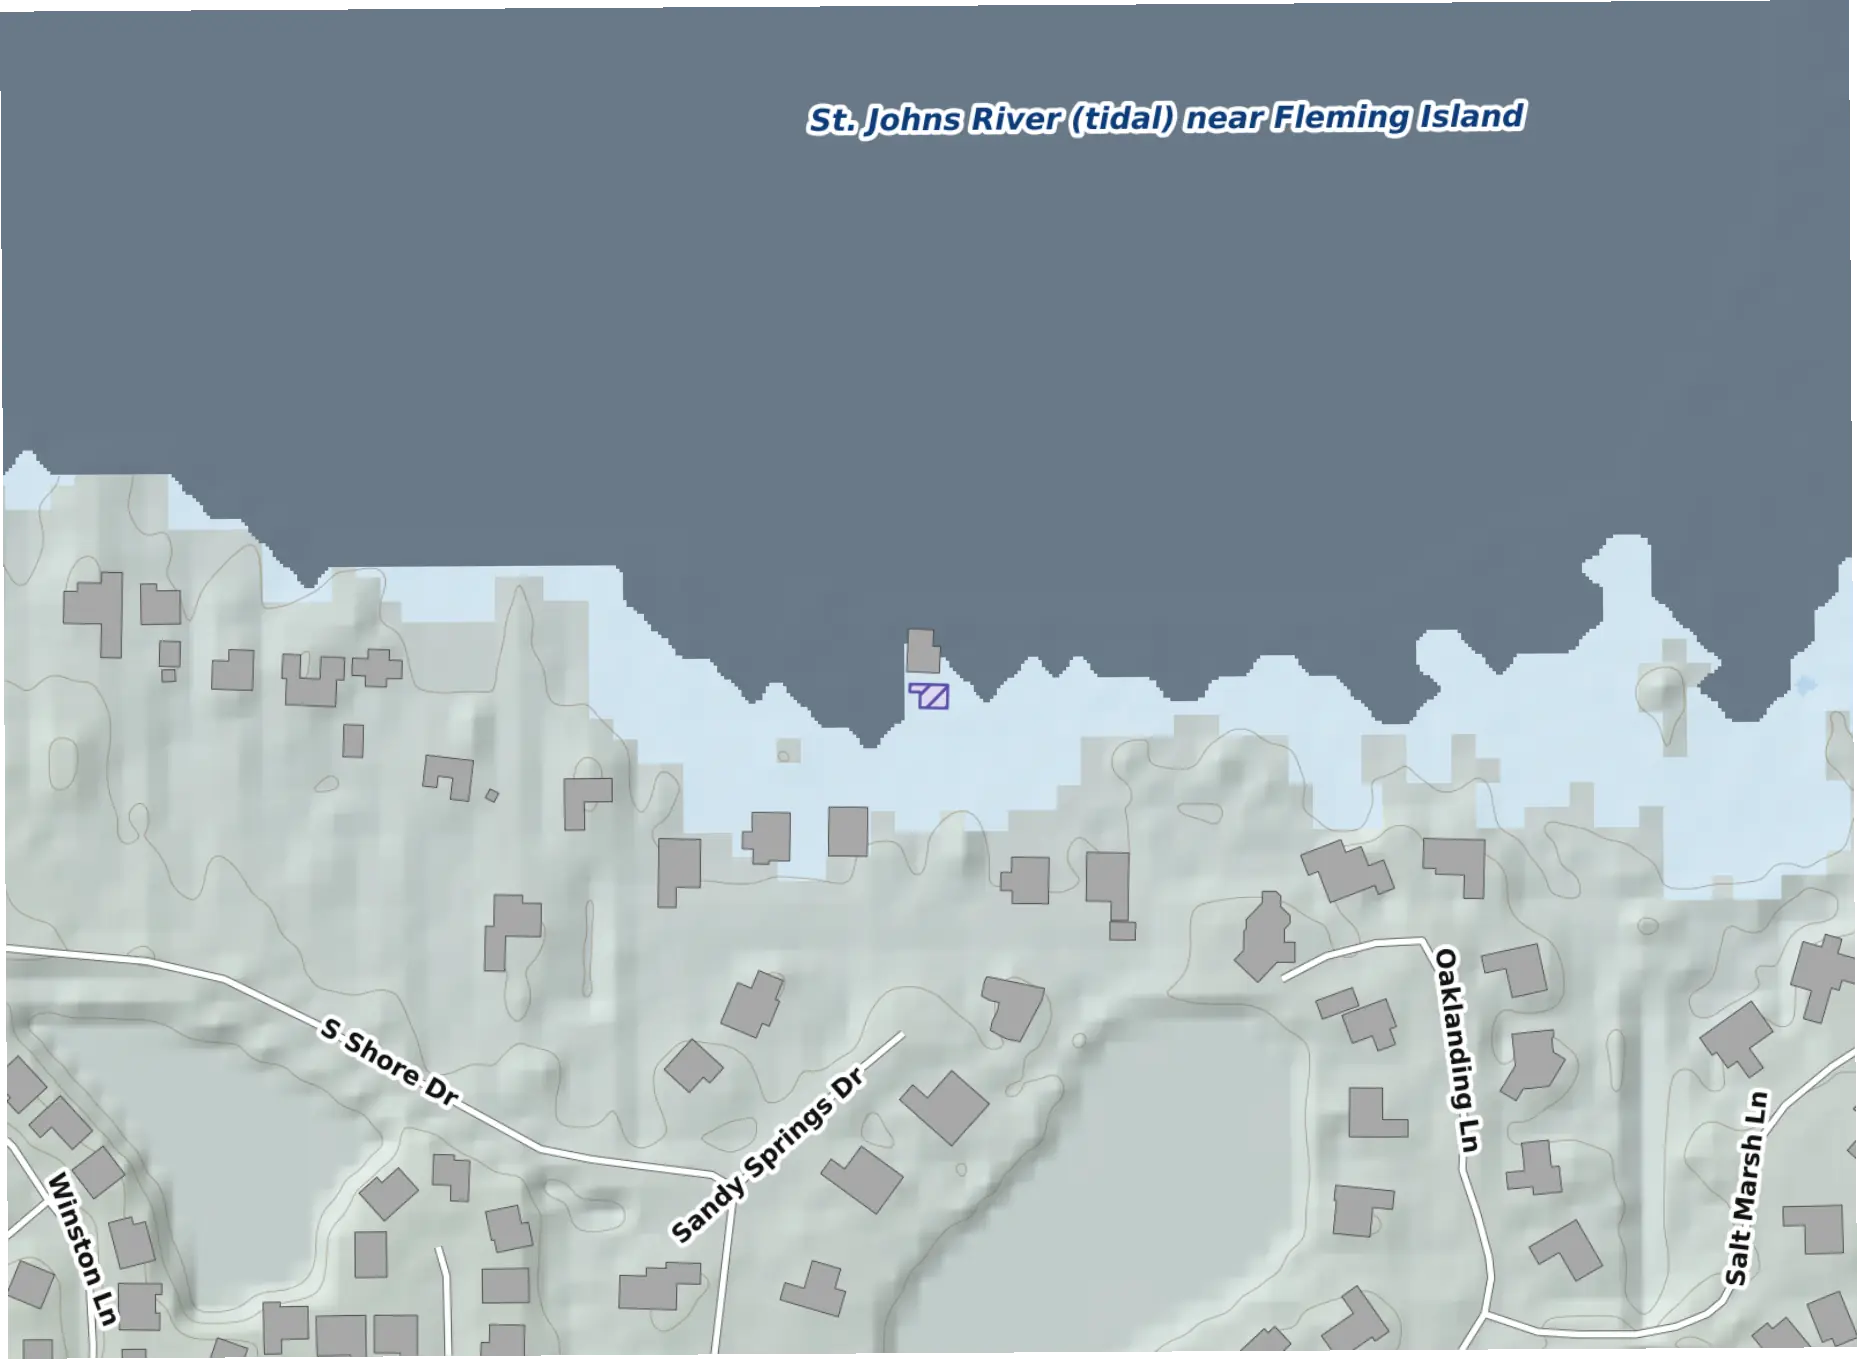 St. Johns River (tidal) near Fleming Island
S Shore Dr
Sandy Springs Dr
Oaklanding Ln
Salt Marsh Ln
Winston Ln